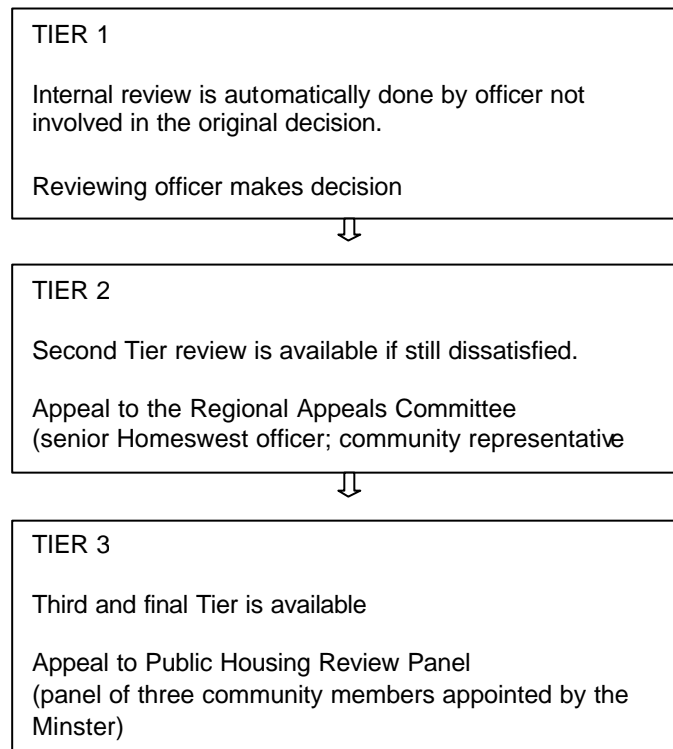 TIER 1
Internal review is automatically done by officer not
involved in the original decision.
Reviewing officer makes decision
TIER 2
Second Tier review is available if still dissatisfied.
Appeal to the Regional Appeals Committee
(senior Homeswest officer; community representative
TIER 3
Third and final Tier is available
Appeal to Public Housing Review Panel
(panel of three community members appointed by the
Minster)